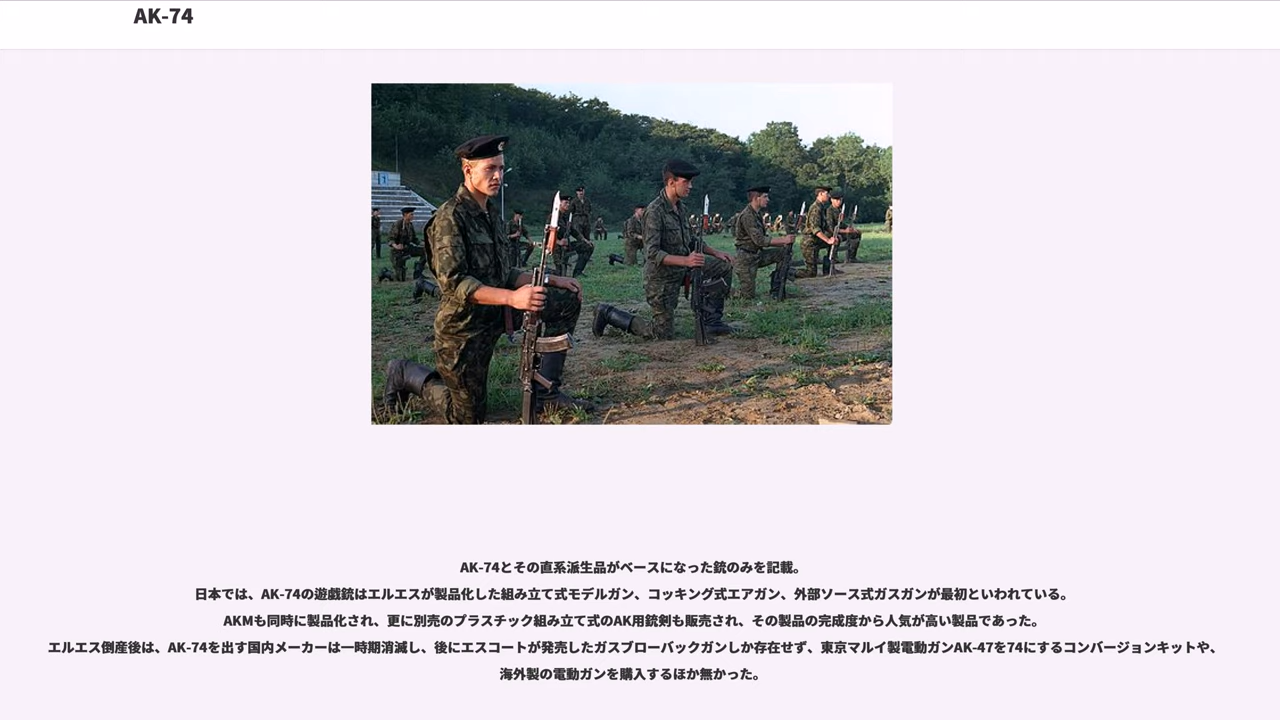 AK-74
AK-74とその直系派生品がベースになった銃のみを記載。
日本では、AK-74の遊戯銃はエルエスが製品化した組み立て式モデルガン、コッキング式エアガン、外部ソース式ガスガンが最初といわれている。
AKMも同時に製品化され、更に別売のプラスチック組み立て式のAK用銃剣も販売され、その製品の完成度から人気が高い製品であった。
エルエス倒産後は、AK-74を出す国内メーカーは一時期消滅し、後にエスコートが発売したガスブローバックガンしか存在せず、東京マルイ製電動ガンAK-47を74にするコンバージョンキットや、
海外製の電動ガンを購入するほか無かった。